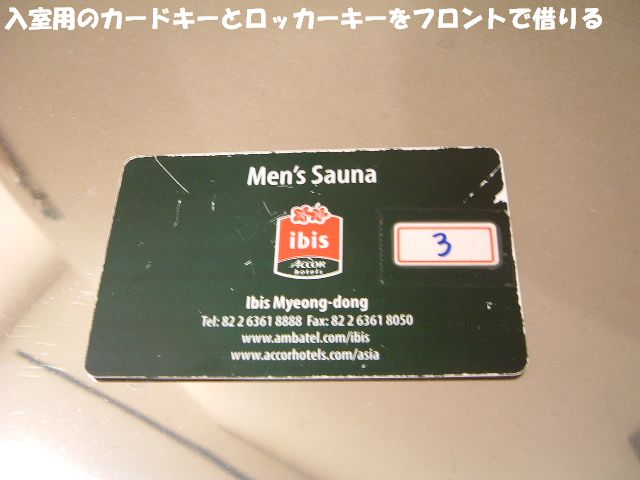 入室用のカードキーとロッカーキーをフロントで借りる
Men's Sauna
ibis
ACCOR
hotels
3
Ibis Myeong-dong
Tel: 82 2 6361 8888 Fax: 82 2 6361 8050
www.ambatel.com/ibis
www.accorhotels.com/asia